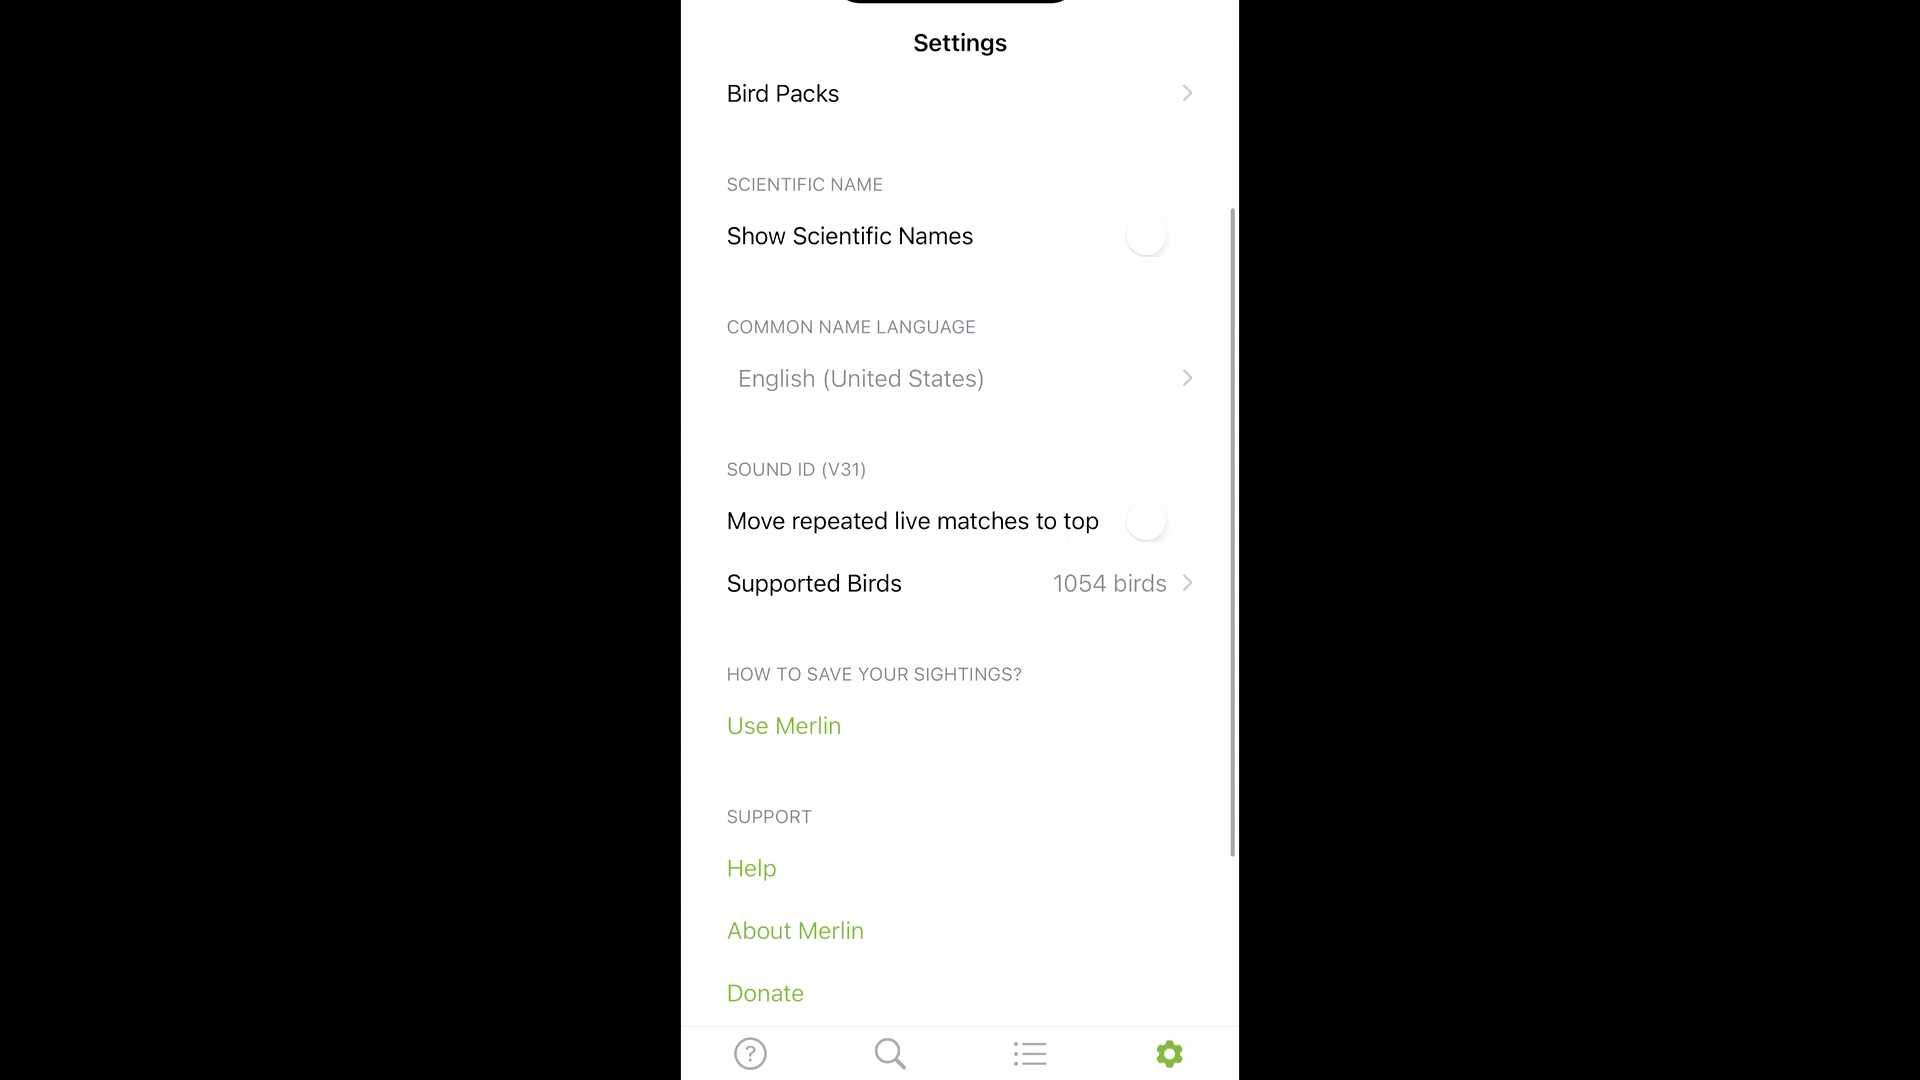 Settings
Bird Packs
SCIENTIFIC NAME
Show Scientific Names
COMMON NAME LANGUAGE
English (United States)
SOUND ID (V31)
Move repeated live matches to top
Supported Birds 1054 birds
HOW TO SAVE YOUR SIGHTINGS?
Use Merlin
SUPPORT
Help
About Merlin
Donate
?